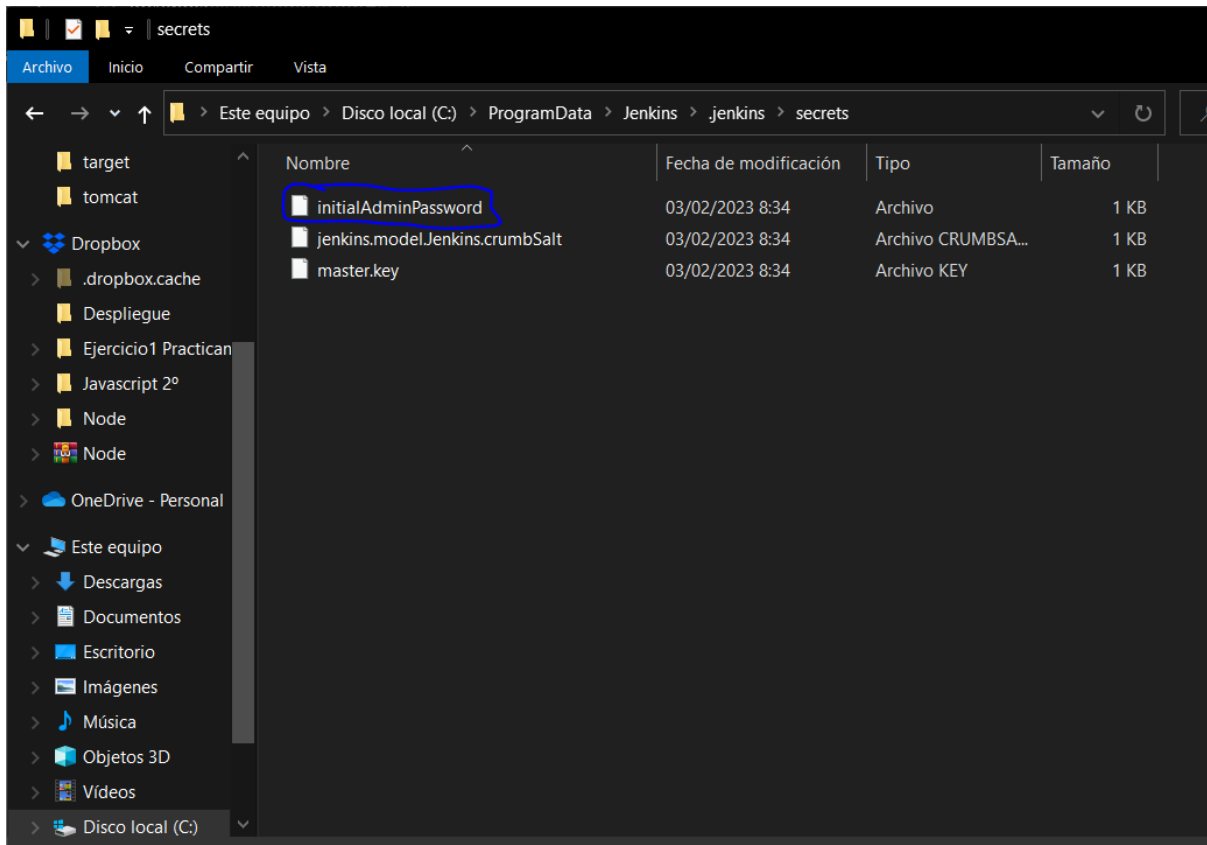 secrets
Archivo Inicio Compartir Vista
Este equipo > Disco local (C:) > ProgramData > Jenkins > .jenkins > secrets
target
tomcat
Dropbox
.dropbox.cache
Despliegue
Ejercicio1 Practican
Javascript 2º
Node
Node
OneDrive - Personal
Este equipo
Descargas
Documentos
Escritorio
Imágenes
Música
Objetos 3D
Vídeos
Disco local (C:)
Nombre Fecha de modificación Tipo Tamaño
initialAdminPassword 03/02/2023 8:34 Archivo 1 KB
jenkins.model.Jenkins.crumbSalt 03/02/2023 8:34 Archivo CRUMBSA... 1 KB
master.key 03/02/2023 8:34 Archivo KEY 1 KB